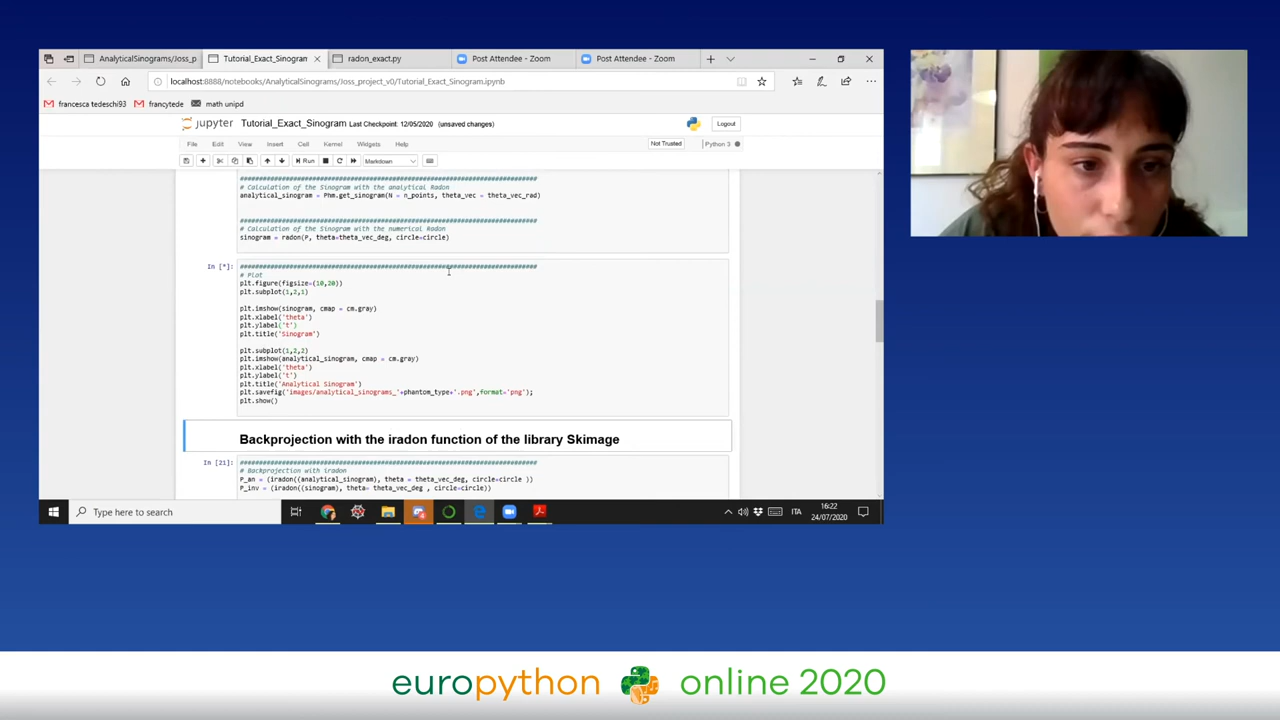 AnalyticalSinograms/Joss_p
Tutorial_Exact_Sinogran
radon_exact.py
Post Attendee - Zoom
Post Attendee - Zoom
localhost:8888/notebooks/AnalyticalSinograms/Joss_project_v0/Tutorial_Exact_Sinogram.ipynb
francesca tedeschi93
francytede
math unipd
jupyter Tutorial_Exact_Sinogram Last Checkpoint: 12/05/2020 (unsaved changes)
Logout
File Edit View Insert Cell Kernel Widgets Help
Not Trusted
Python 3
Run
Markdown
################################################################################
# Calculation of the Sinogram with the analytical Radon
analytical_sinogram = Phm.get_sinogram(N = n_points, theta_vec = theta_vec_rad)
################################################################################
# Calculation of the Sinogram with the numerical Radon
sinogram = radon(P, theta=theta_vec_deg, circle=circle)
In [*]: ################################################################################
# Plot
plt.figure(figsize=(10,20))
plt.subplot(1,2,1)
plt.imshow(sinogram, cmap = cm.gray)
plt.xlabel('theta')
plt.ylabel('t')
plt.title('Sinogram')
plt.subplot(1,2,2)
plt.imshow(analytical_sinogram, cmap = cm.gray)
plt.xlabel('theta')
plt.ylabel('t')
plt.title('Analytical Sinogram')
plt.savefig('images/analytical_sinograms_'+phantom_type+'.png',format='png');
plt.show()
Backprojection with the iradon function of the library Skimage
In [21]: ################################################################################
# Backprojection with iradon
P_an = (iradon((analytical_sinogram), theta = theta_vec_deg, circle=circle ))
P_inv = (iradon((sinogram), theta= theta_vec_deg , circle=circle))
Type here to search
ITA
16:22
24/07/2020
europython online 2020